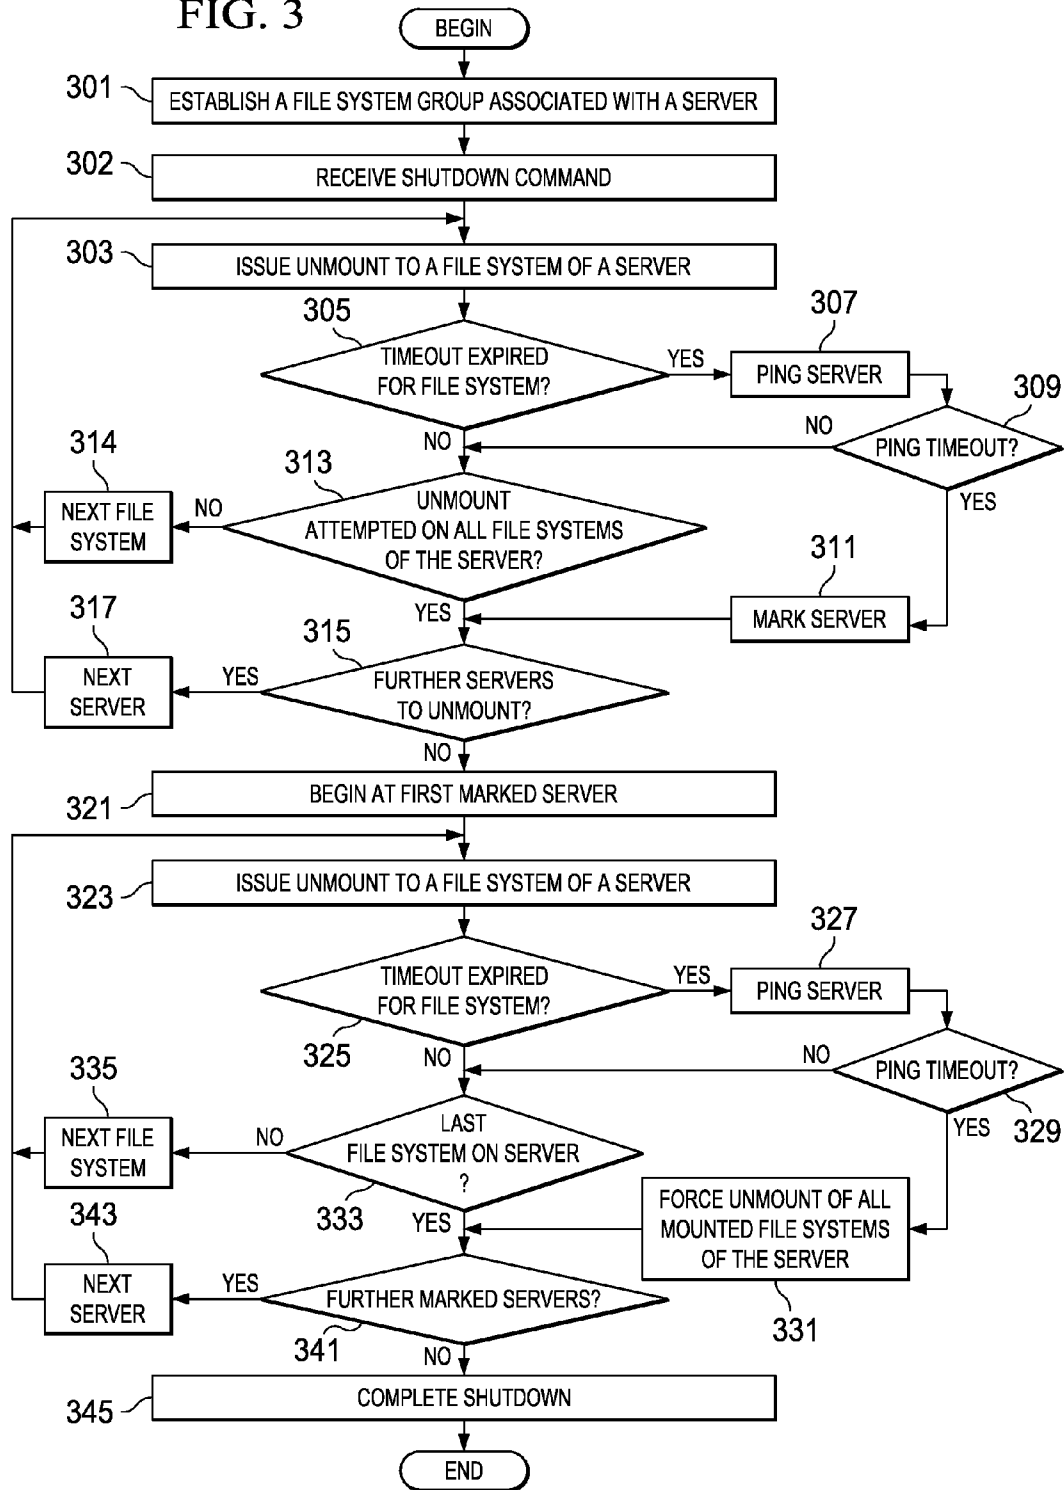 FIG. 3
BEGIN
301
ESTABLISH A FILE SYSTEM GROUP ASSOCIATED WITH A SERVER
302
RECEIVE SHUTDOWN COMMAND
303
ISSUE UNMOUNT TO A FILE SYSTEM OF A SERVER
305
TIMEOUT EXPIRED
FOR FILE SYSTEM?
YES
307
PING SERVER
309
PING TIMEOUT?
NO
YES
NO
313
UNMOUNT
ATTEMPTED ON ALL FILE SYSTEMS
OF THE SERVER?
NO
314
NEXT FILE
SYSTEM
311
MARK SERVER
YES
315
FURTHER SERVERS
TO UNMOUNT?
YES
317
NEXT
SERVER
NO
321
BEGIN AT FIRST MARKED SERVER
323
ISSUE UNMOUNT TO A FILE SYSTEM OF A SERVER
TIMEOUT EXPIRED
FOR FILE SYSTEM?
325
YES
327
PING SERVER
PING TIMEOUT?
329
NO
YES
NO
LAST
FILE SYSTEM ON SERVER
?
333
NO
335
NEXT FILE
SYSTEM
FORCE UNMOUNT OF ALL
MOUNTED FILE SYSTEMS
OF THE SERVER
331
YES
FURTHER MARKED SERVERS?
341
YES
343
NEXT
SERVER
NO
345
COMPLETE SHUTDOWN
END